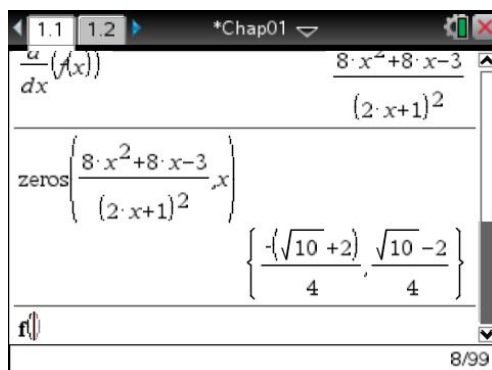 1.1 1.2 *Chap01
d/dx(f(x)) (8·x^2+8·x-3)/(2·x+1)^2
zeros((8·x^2+8·x-3)/(2·x+1)^2,x)
{-(√10+2)/4,(√10-2)/4}
f()
8/99